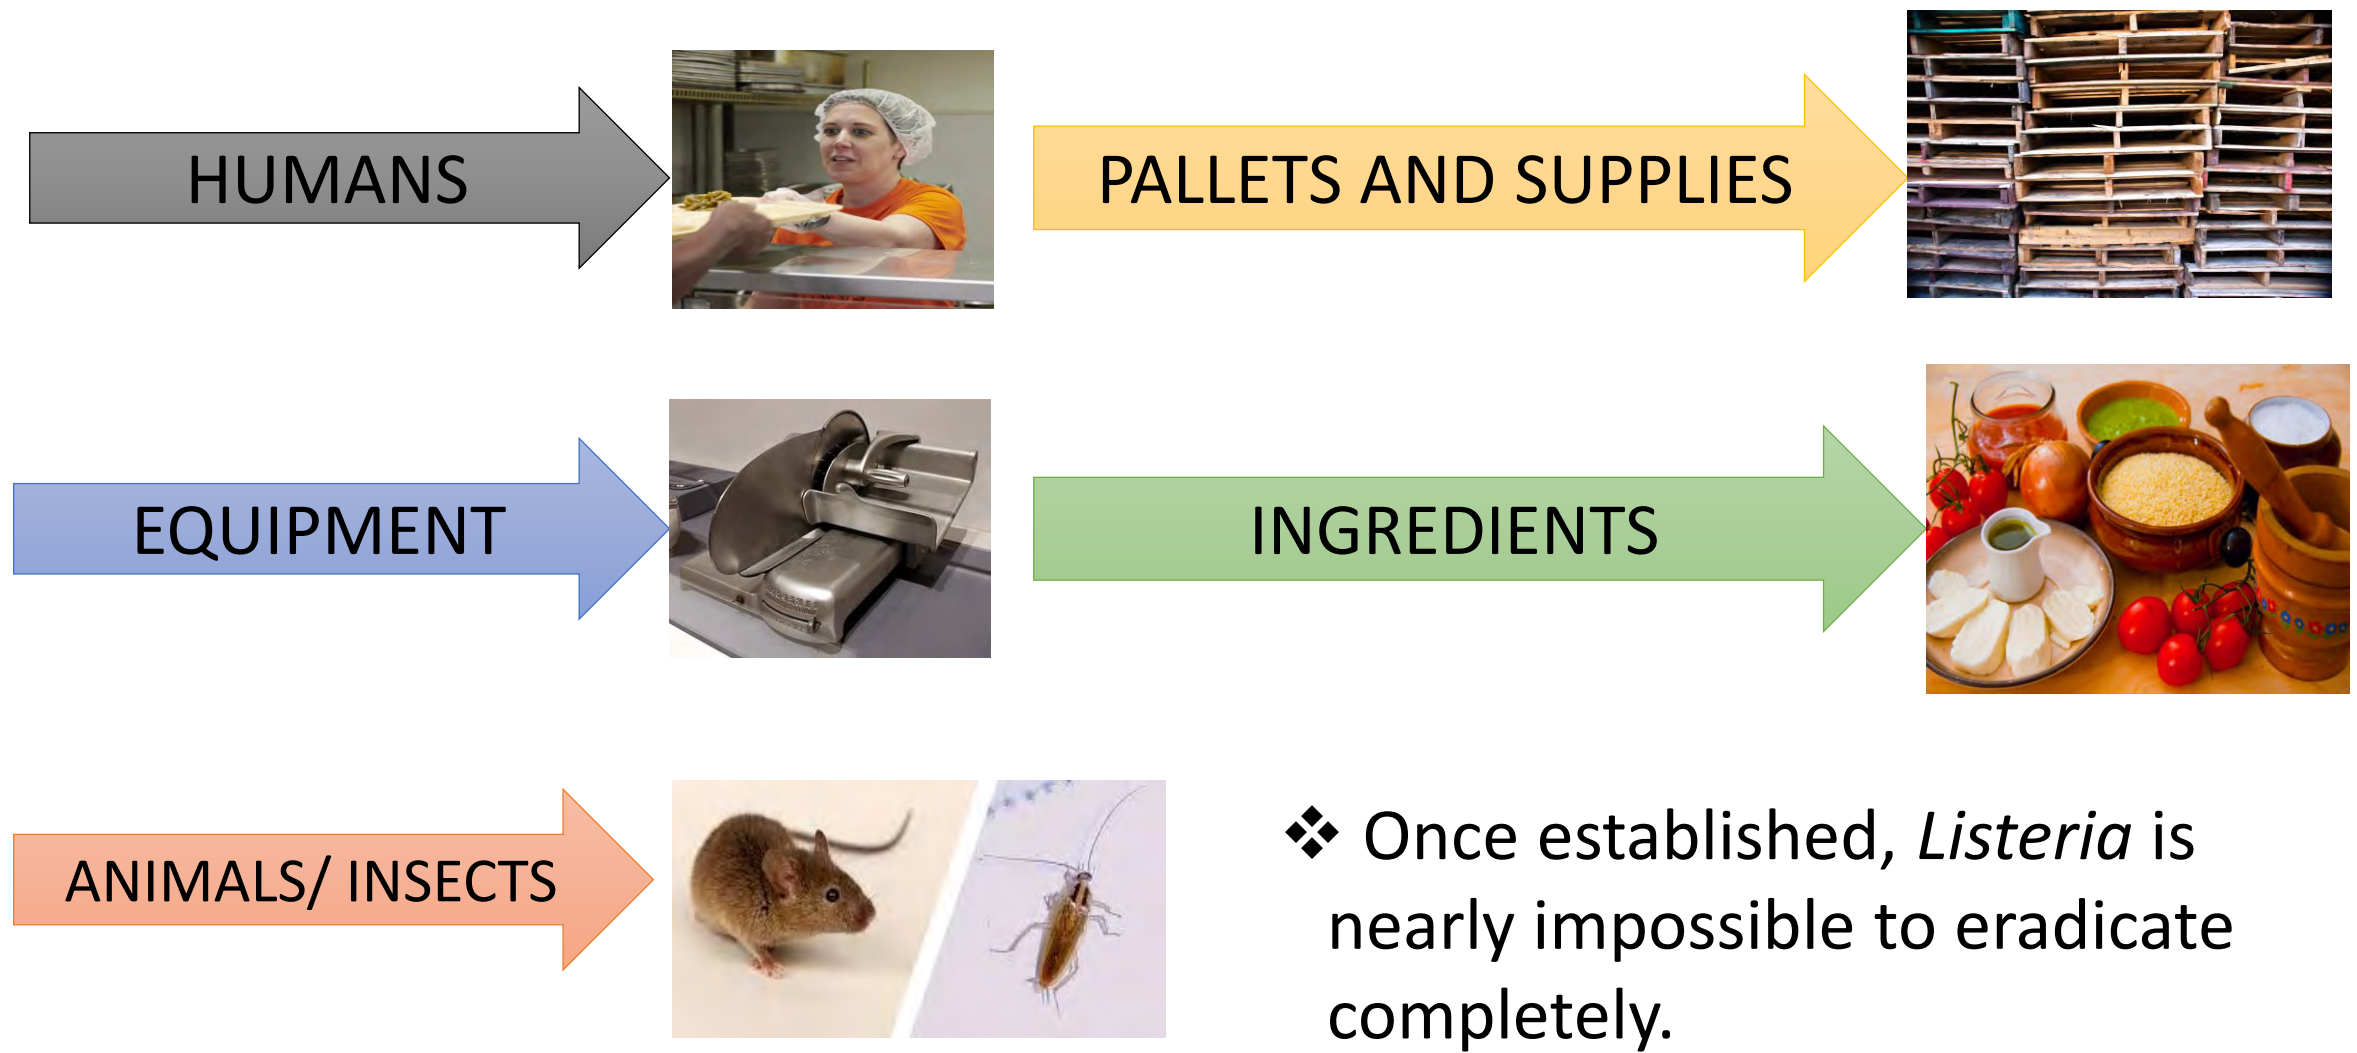 HUMANS
PALLETS AND SUPPLIES
EQUIPMENT
INGREDIENTS
ANIMALS/ INSECTS
❖ Once established, Listeria is
nearly impossible to eradicate
completely.